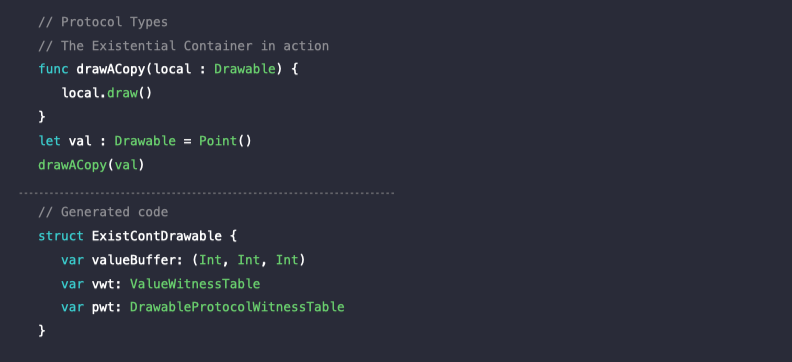 // Protocol Types
// The Existential Container in action
func drawACopy(local : Drawable) {
local.draw()
}
let val : Drawable = Point()
drawACopy(val)
// Generated code
struct ExistContDrawable {
var valueBuffer: (Int, Int, Int)
var vwt: ValueWitnessTable
var pwt: DrawableProtocolWitnessTable
}